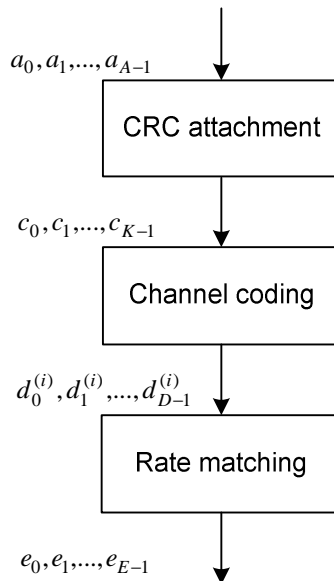 a_0, a_1,..., a_{A-1}
CRC attachment
c_0, c_1,..., c_{K-1}
Channel coding
d_0^{(i)}, d_1^{(i)},..., d_{D-1}^{(i)}
Rate matching
e_0, e_1,..., e_{E-1}